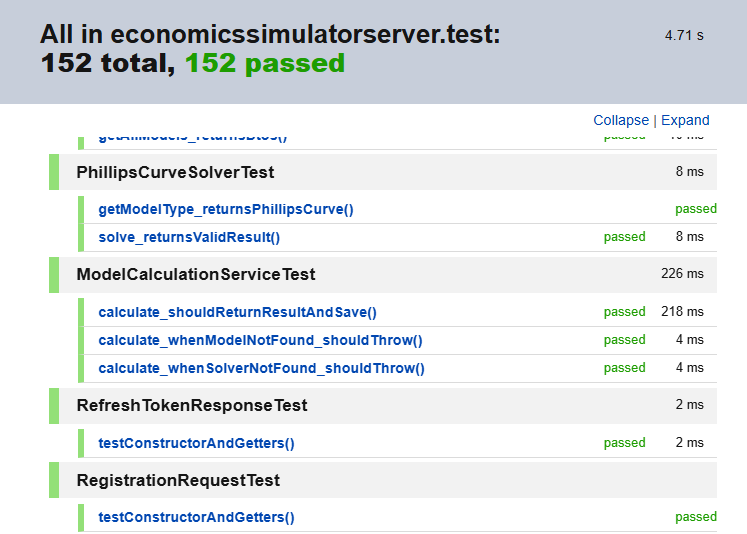 All in economicssimulatorserver.test: 4.71 s
152 total, 152 passed
Collapse | Expand
getAllModels_returnsDtos() passed
PhillipsCurveSolverTest 8 ms
getModelType_returnsPhillipsCurve() passed
solve_returnsValidResult() passed 8 ms
ModelCalculationServiceTest 226 ms
calculate_shouldReturnResultAndSave() passed 218 ms
calculate_whenModelNotFound_shouldThrow() passed 4 ms
calculate_whenSolverNotFound_shouldThrow() passed 4 ms
RefreshTokenResponseTest 2 ms
testConstructorAndGetters() passed 2 ms
RegistrationRequestTest
testConstructorAndGetters() passed